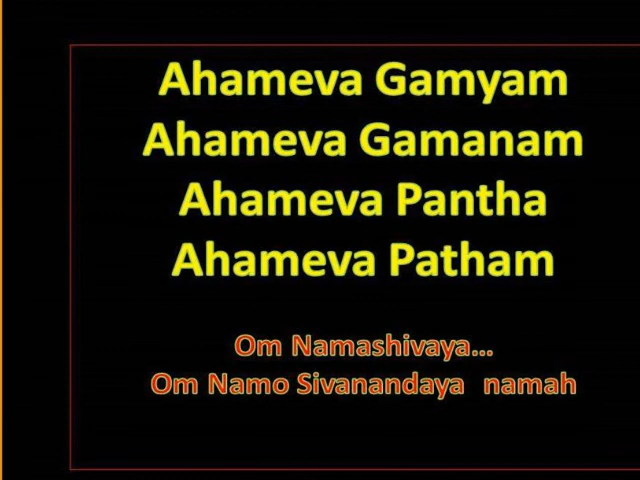 Ahameva Gamyam
Ahameva Gamanam
Ahameva Pantha
Ahameva Patham
Om Namashivaya...
Om Namo Sivanandaya namah